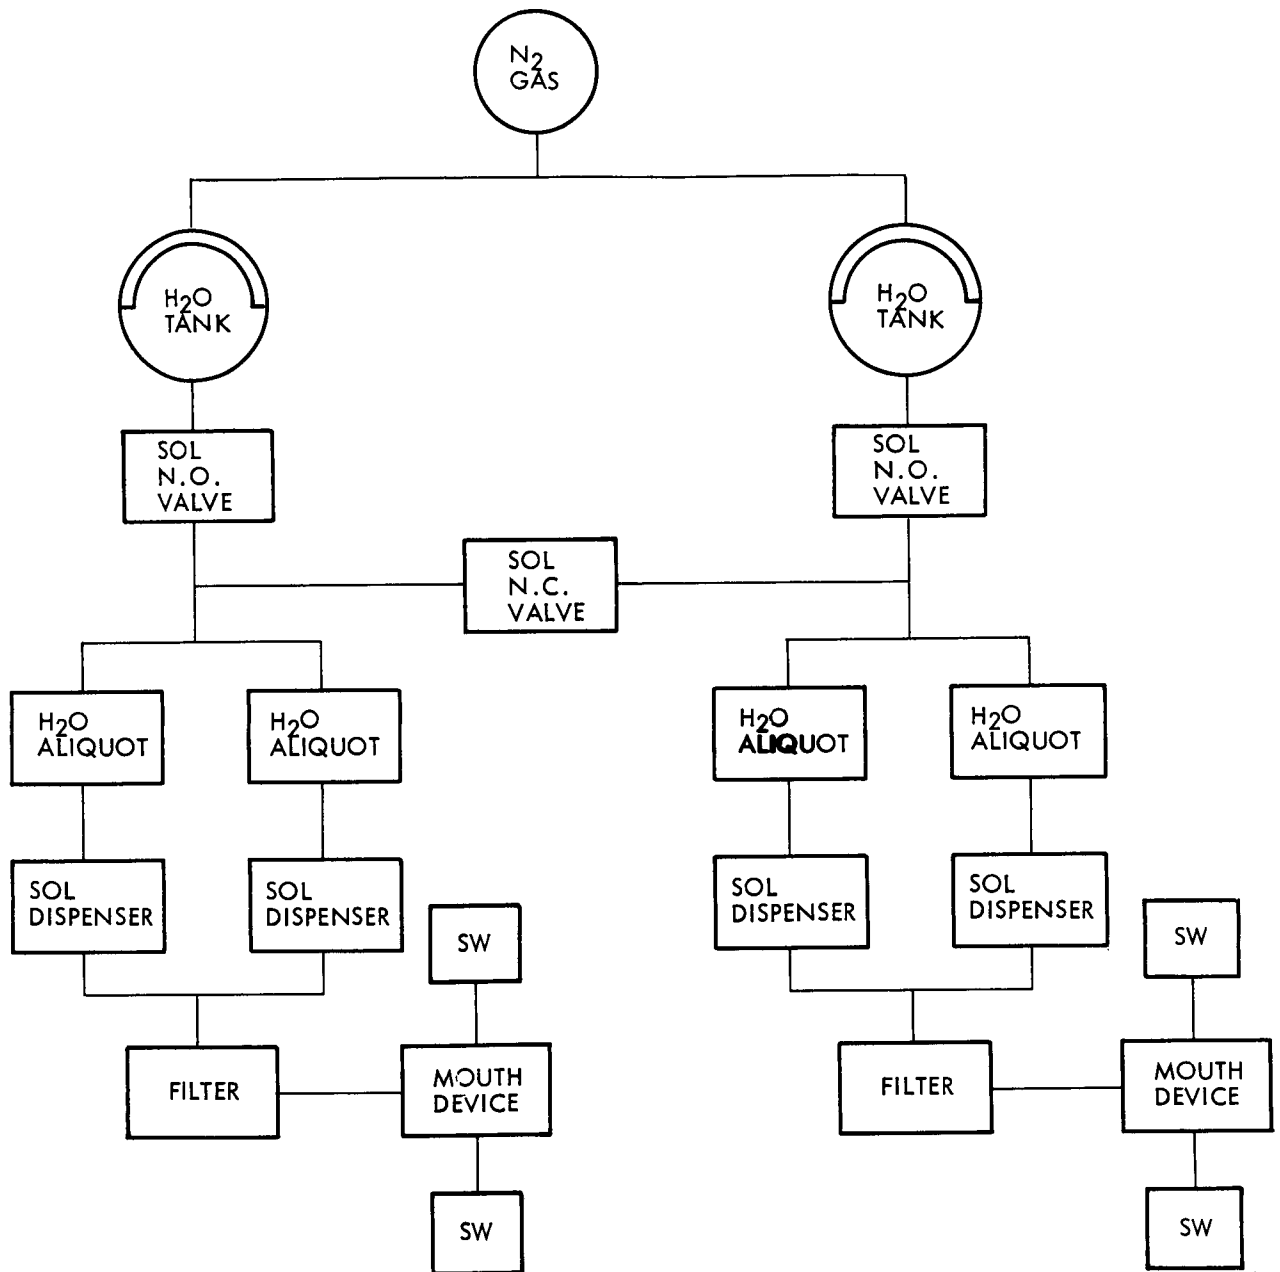 N2
GAS
H2O
TANK
H2O
TANK
SOL
N.O.
VALVE
SOL
N.O.
VALVE
SOL
N.C.
VALVE
H2O
ALIQUOT
H2O
ALIQUOT
H2O
ALIQUOT
H2O
ALIQUOT
SOL
DISPENSER
SOL
DISPENSER
SOL
DISPENSER
SOL
DISPENSER
SW
SW
FILTER
MOUTH
DEVICE
FILTER
MOUTH
DEVICE
SW
SW